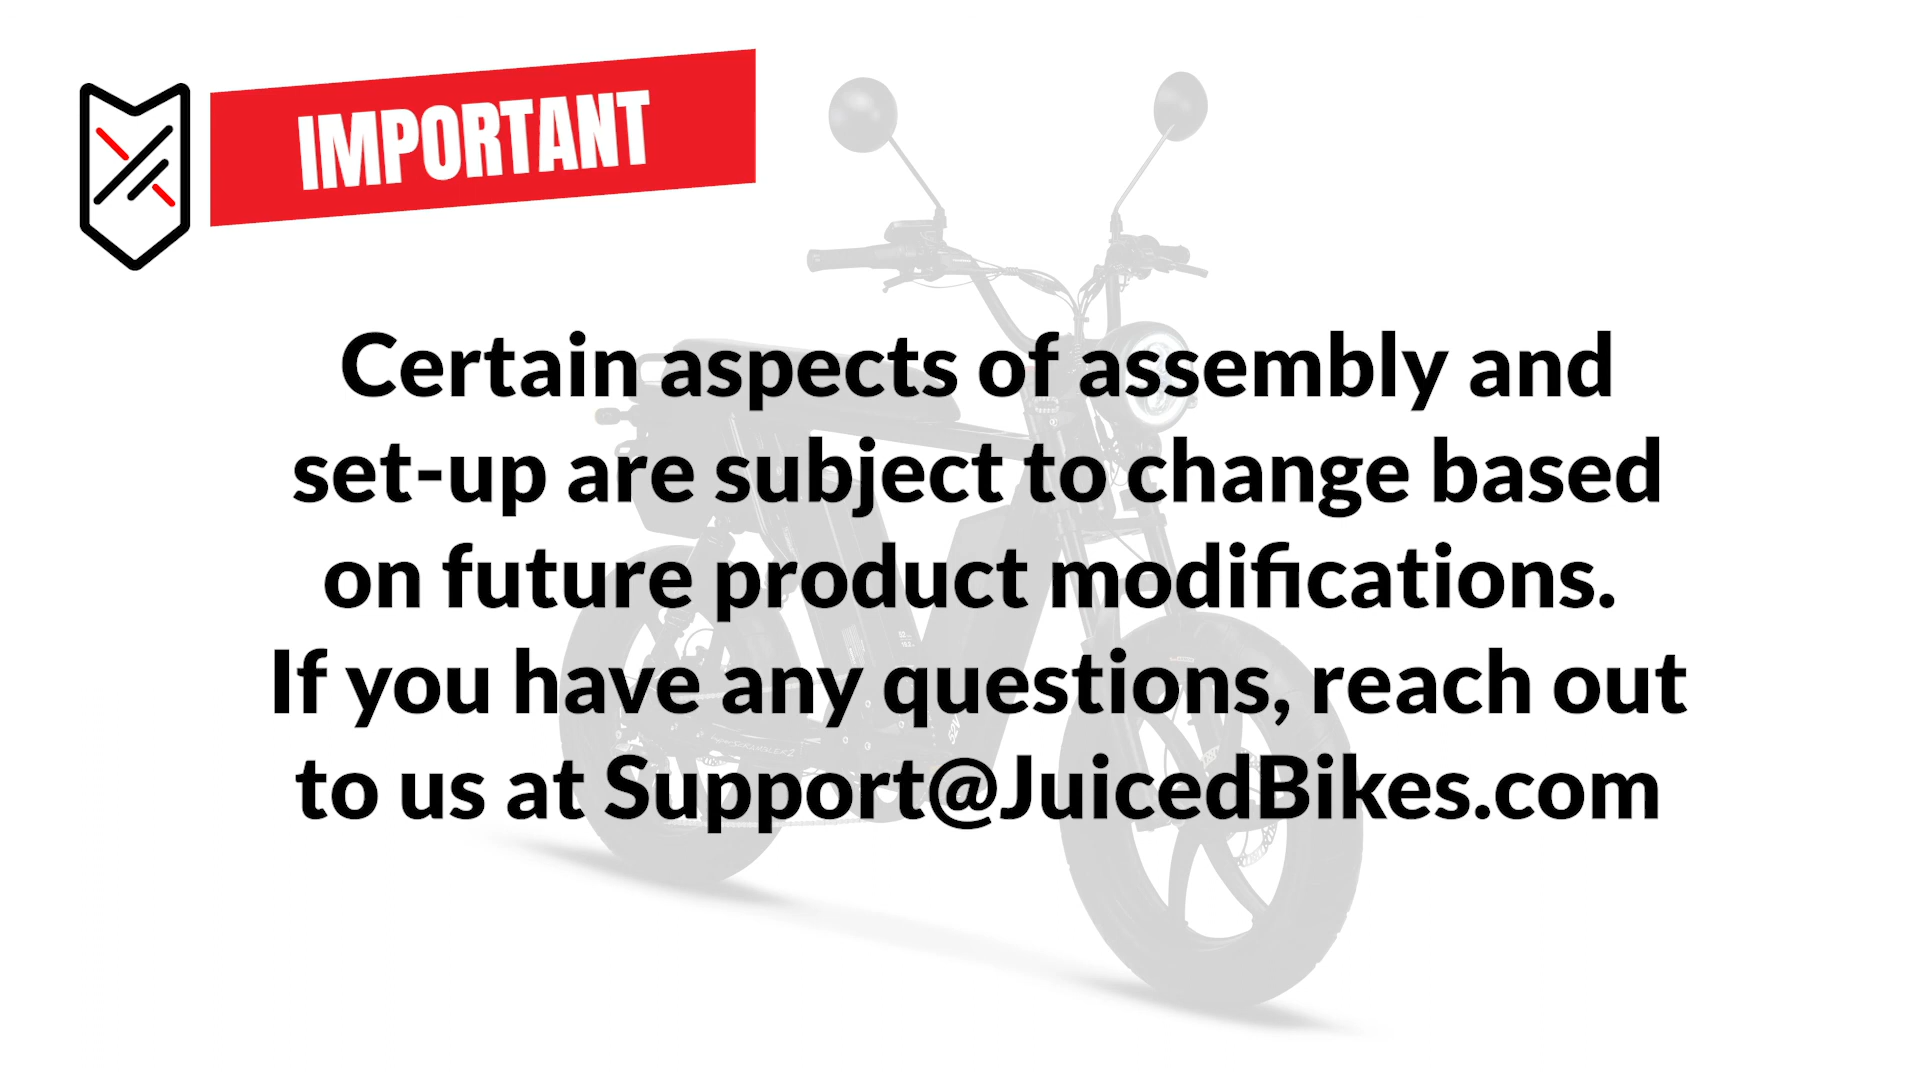 IMPORTANT
Certain aspects of assembly and
set-up are subject to change based
on future product modifications.
If you have any questions, reach out
to us at Support@JuicedBikes.com